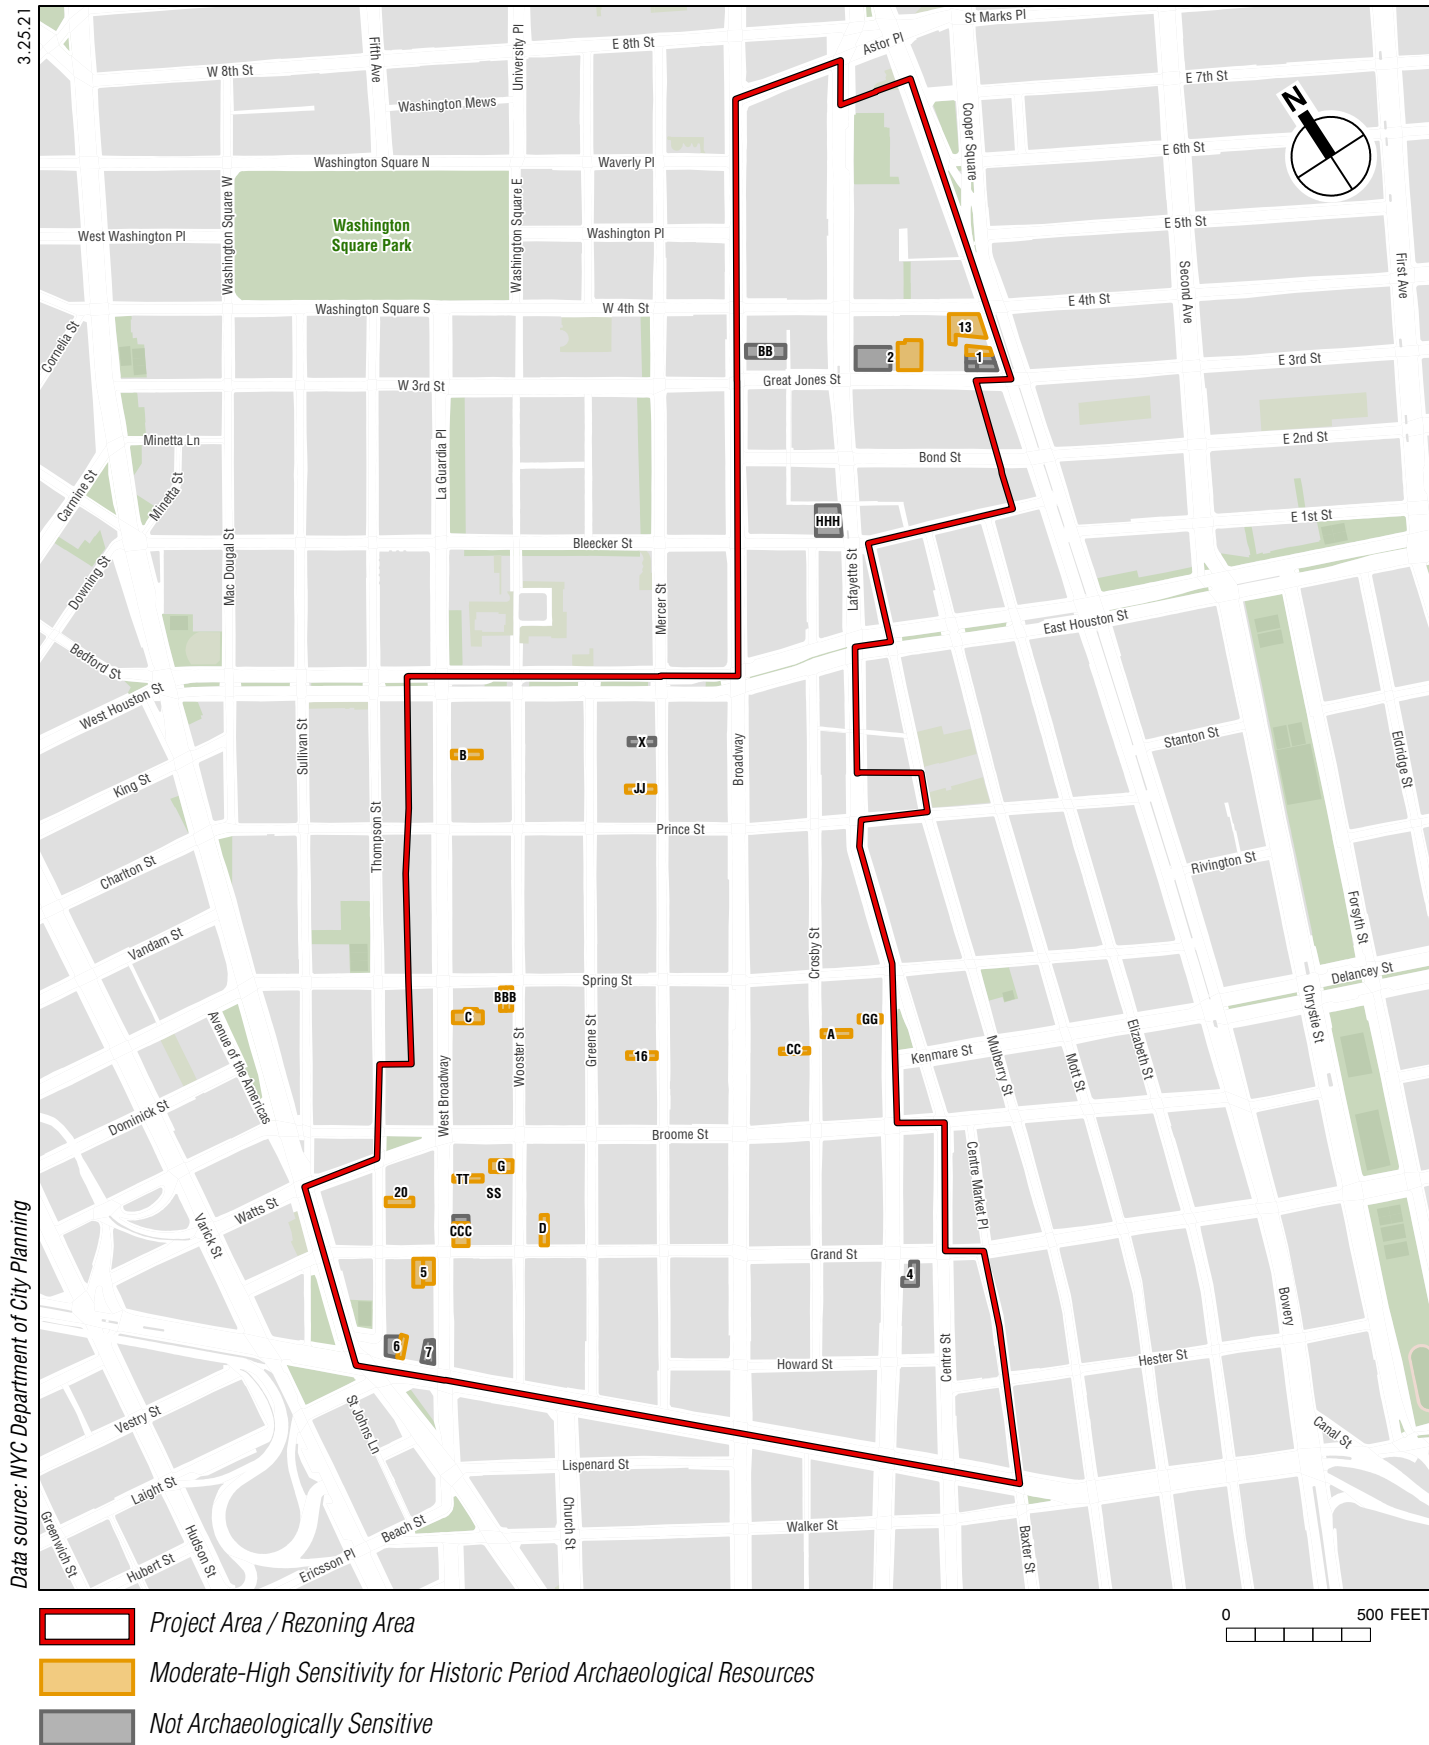 3.25.21
St Marks Pl
Astor Pl
Fifth Ave
University Pl
E 8th St
W 8th St
E 7th St
Washington Mews
Cooper Square
N
E 6th St
Washington Square N
Waverly Pl
Washington Square W
Washington Square E
Washington
Square Park
West Washington Pl
Washington Pl
E 5th St
Second Ave
First Ave
Washington Square S
W 4th St
E 4th St
13
Cornelia St
BB
2
1
E 3rd St
W 3rd St
Great Jones St
Minetta Ln
La Guardia Pl
Bond St
E 2nd St
Carmine St
Minetta St
HHH
E 1st St
Mac Dougal St
Bleecker St
Downing St
Mercer St
Lafayette St
East Houston St
Bedford St
West Houston St
Sullivan St
B
X
Broadway
Stanton St
Eldridge St
King St
JJ
Thompson St
Prince St
Charlton St
Rivington St
Vandam St
Crosby St
Forsyth St
Spring St
Delancey St
BBB
C
GG
A
CC
16
Avenue of the Americas
Wooster St
Greene St
Kenmare St
Mulberry St
Mott St
Elizabeth St
Chrystie St
West Broadway
Dominick St
Broome St
Centre Market Pl
G
TT
SS
20
Watts St
Varick St
CCC
D
Grand St
5
4
Bowery
6
7
Howard St
Centre St
Hester St
Vestry St
St Johns Ln
Canal St
Lispenard St
Laight St
Greenwich St
Hudson St
Beach St
Church St
Walker St
Baxter St
Hubert St
Ericsson Pl
Data source: NYC Department of City Planning
Project Area / Rezoning Area
0 500 FEET
Moderate-High Sensitivity for Historic Period Archaeological Resources
Not Archaeologically Sensitive